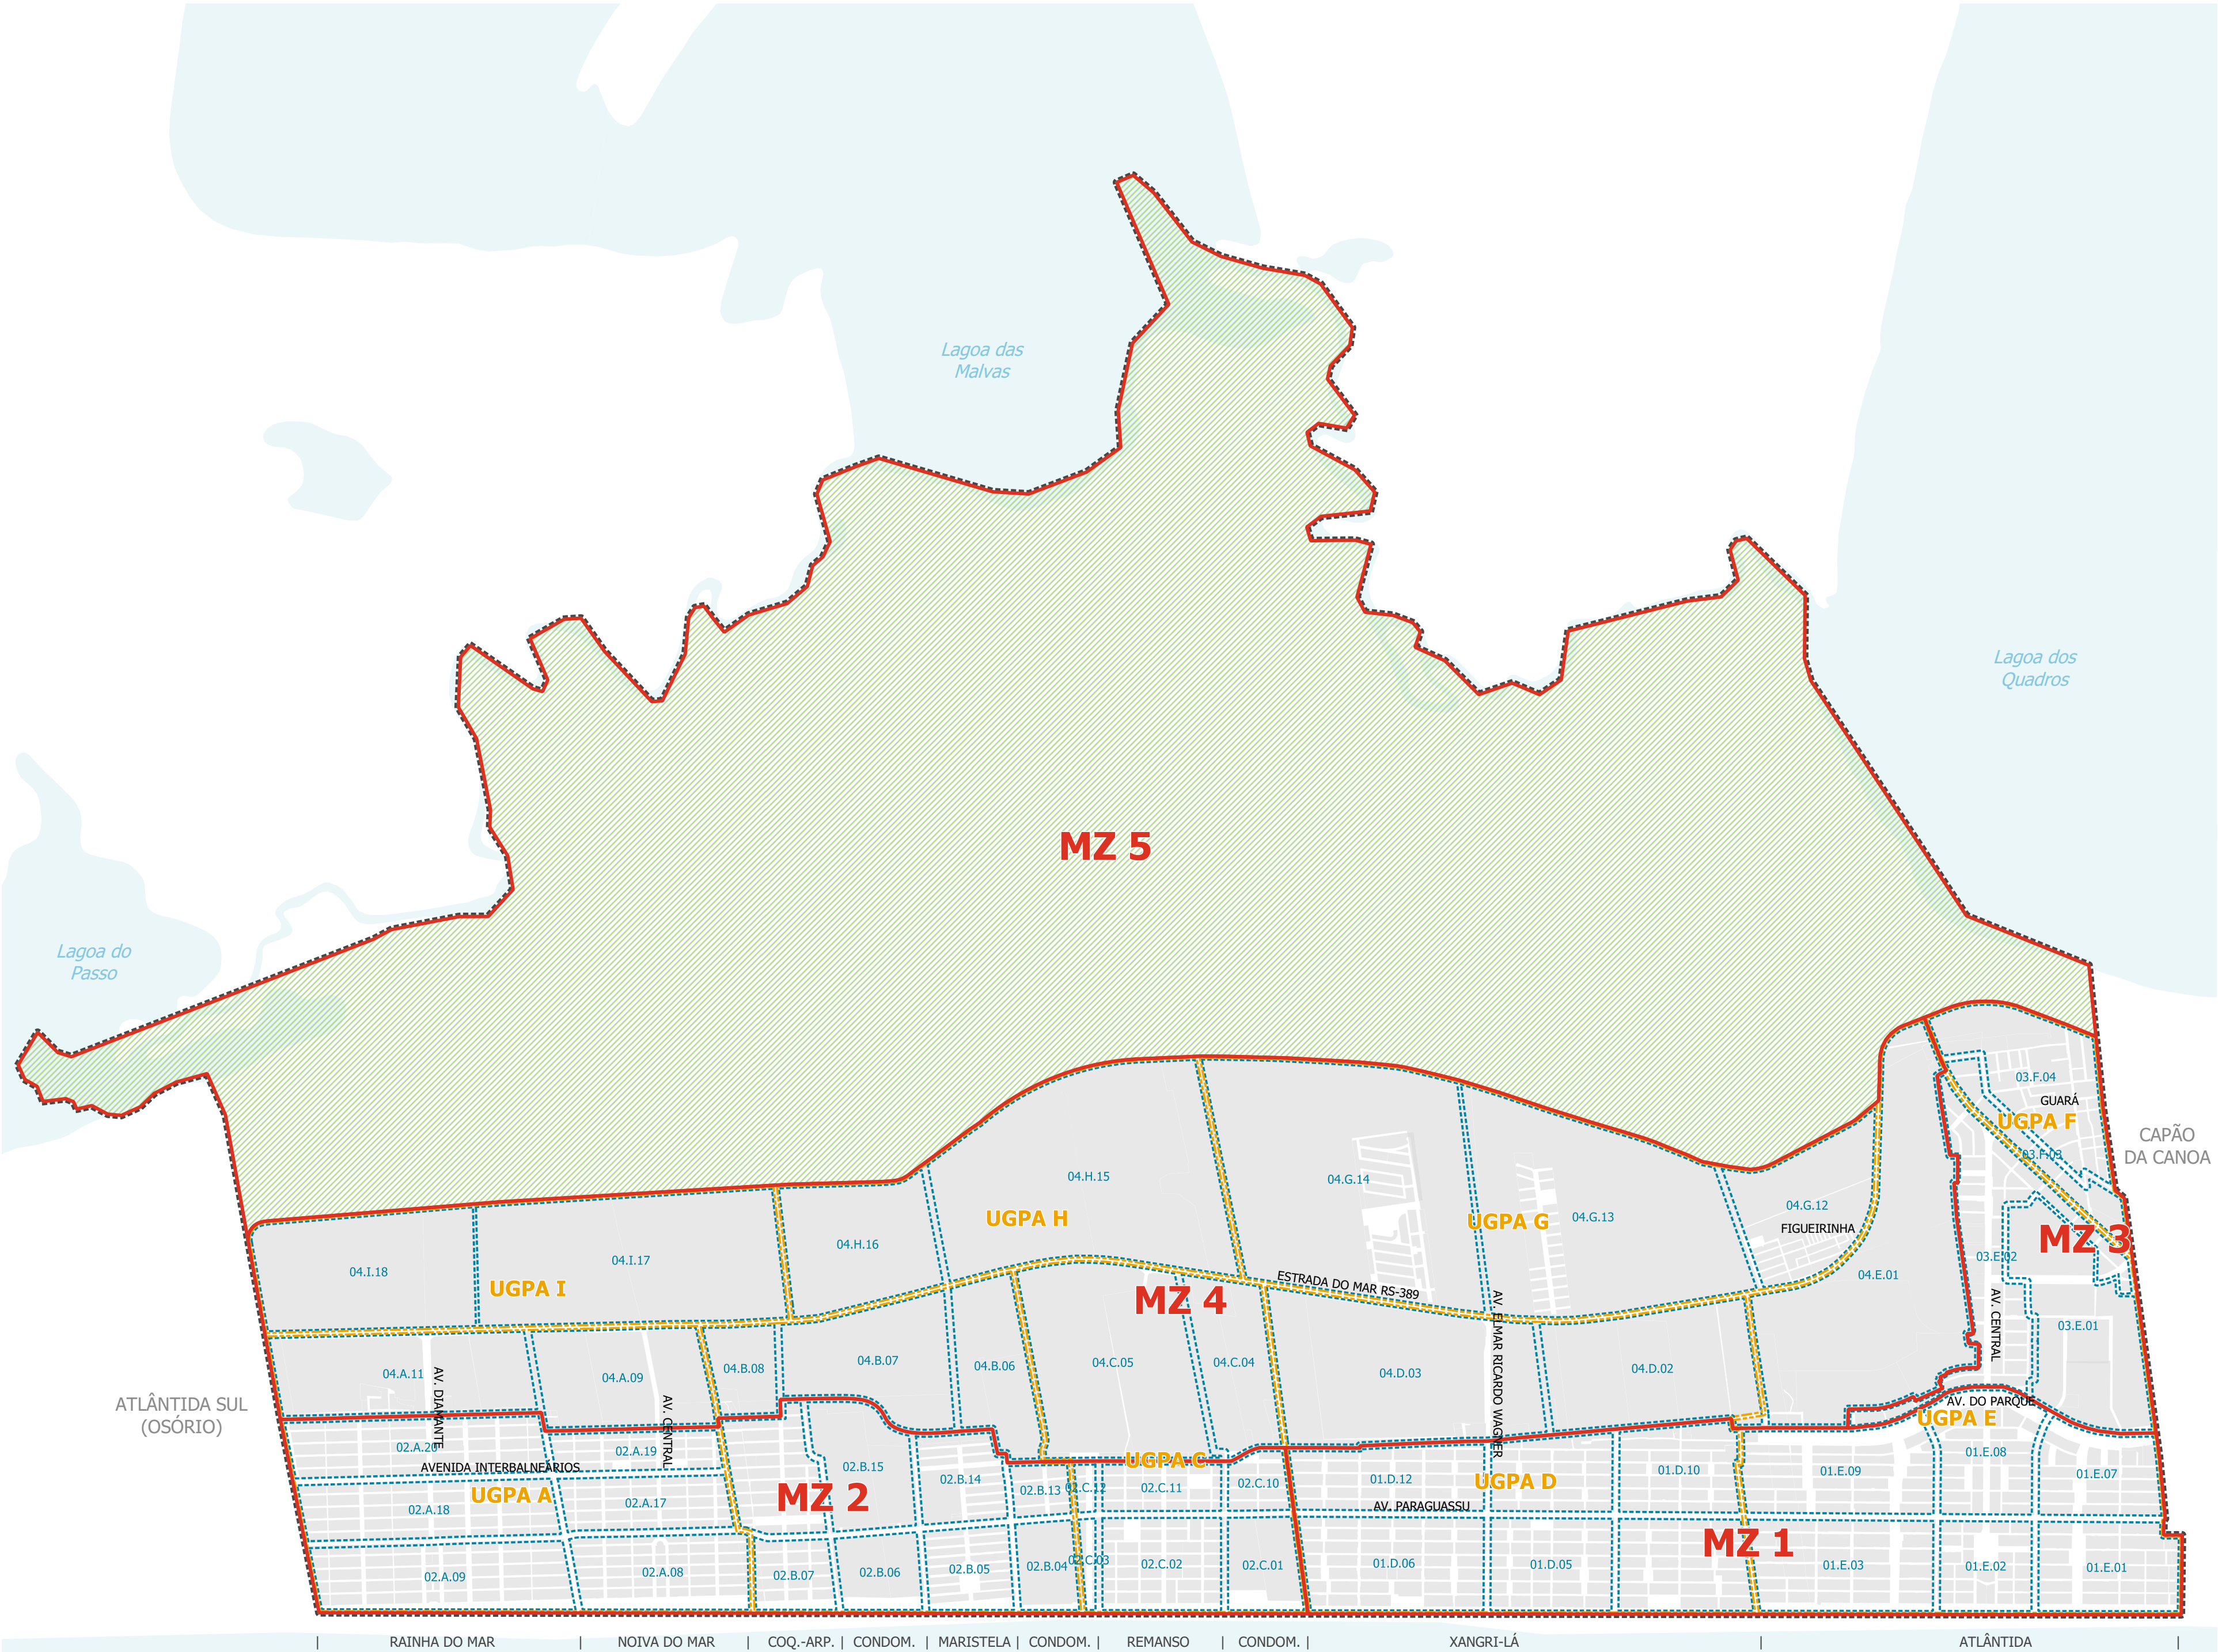 Lagoa das
Malvas
Lagoa dos
Quadros
MZ 5
Lagoa do
Passo
03.F.04
GUARÁ
UGPA F
CAPÃO
DA CANOA
03.F.03
04.H.15
04.G.14
04.G.12
FIGUEIRINHA
UGPA H
UGPA G
04.G.13
MZ 3
04.H.16
04.I.17
04.I.18
03.E.02
04.E.01
UGPA I
ESTRADA DO MAR RS-389
MZ 4
AV. CENTRAL
03.E.01
AV. ELMAR RICARDO WAGNER
04.A.11
04.A.09
04.B.08
04.B.07
04.B.06
04.C.05
04.C.04
04.D.03
04.D.02
AV. DIAMANTE
AV. CENTRAL
ATLÂNTIDA SUL
(OSÓRIO)
AV. DO PARQUE
UGPA E
02.A.20
02.A.19
AVENIDA INTERBALNEÁRIOS
UGPA C
01.E.08
02.B.15
02.B.14
02.B.13
02.C.12
02.C.11
02.C.10
01.D.12
UGPA D
01.D.10
01.E.09
01.E.07
UGPA A
MZ 2
02.A.18
02.A.17
AV. PARAGUASSU
MZ 1
02.A.09
02.A.08
02.B.07
02.B.06
02.B.05
02.B.04
02.C.03
02.C.02
02.C.01
01.D.06
01.D.05
01.E.03
01.E.02
01.E.01
RAINHA DO MAR
NOIVA DO MAR
COQ.-ARP.
CONDOM.
MARISTELA
CONDOM.
REMANSO
CONDOM.
XANGRI-LÁ
ATLÂNTIDA